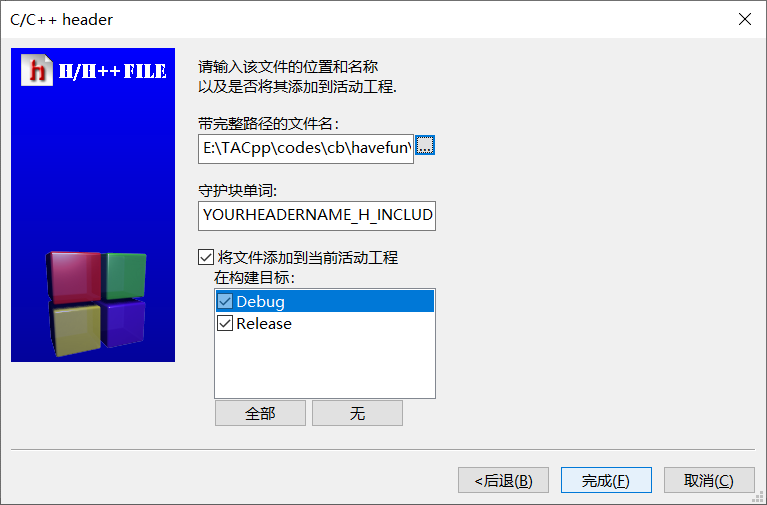 C/C++ header
h H/H++ FILE
请输入该文件的位置和名称
以及是否将其添加到活动工程.
带完整路径的文件名:
E:\TACpp\codes\cb\havefun\
...
守护块单词:
YOURHEADERNAME_H_INCLUD
将文件添加到当前活动工程
在构建目标:
Debug
Release
全部
无
<后退(B)
完成(F)
取消(C)